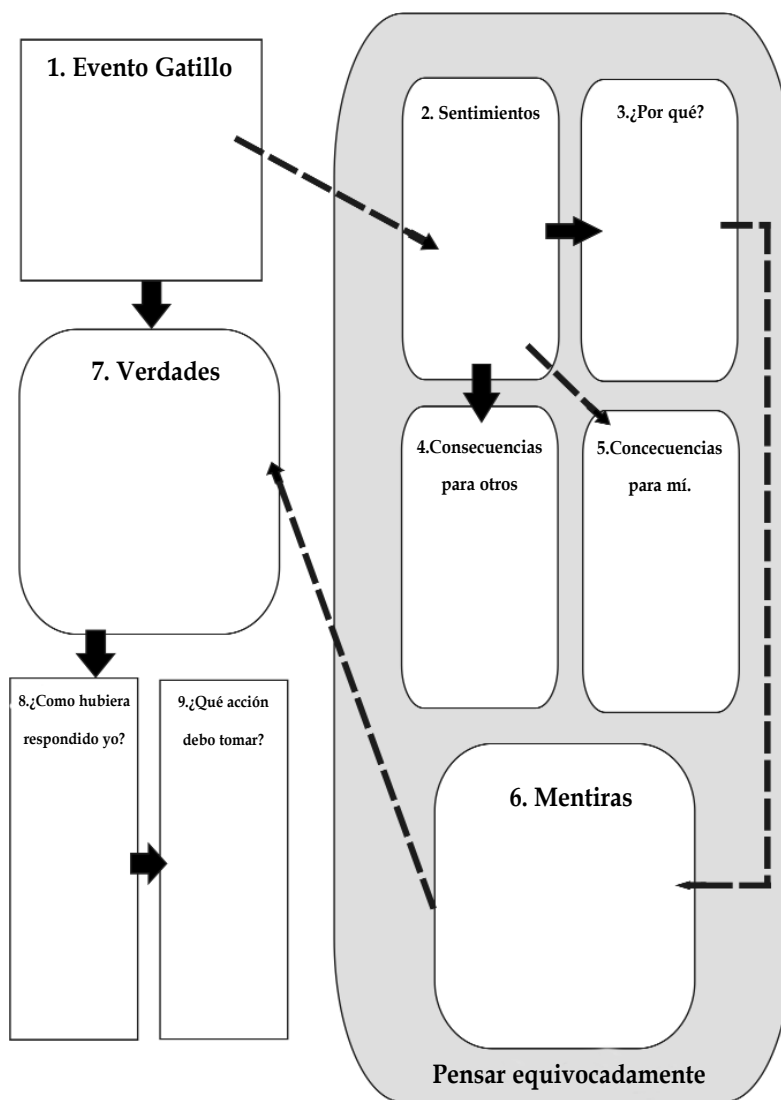 1. Evento Gatillo
2. Sentimientos
3.¿Por qué?
4.Consecuencias
para otros
5.Concecuencias
para mí.
6. Mentiras
7. Verdades
8.¿Como hubiera
respondido yo?
9.¿Qué acción
debo tomar?
Pensar equivocadamente